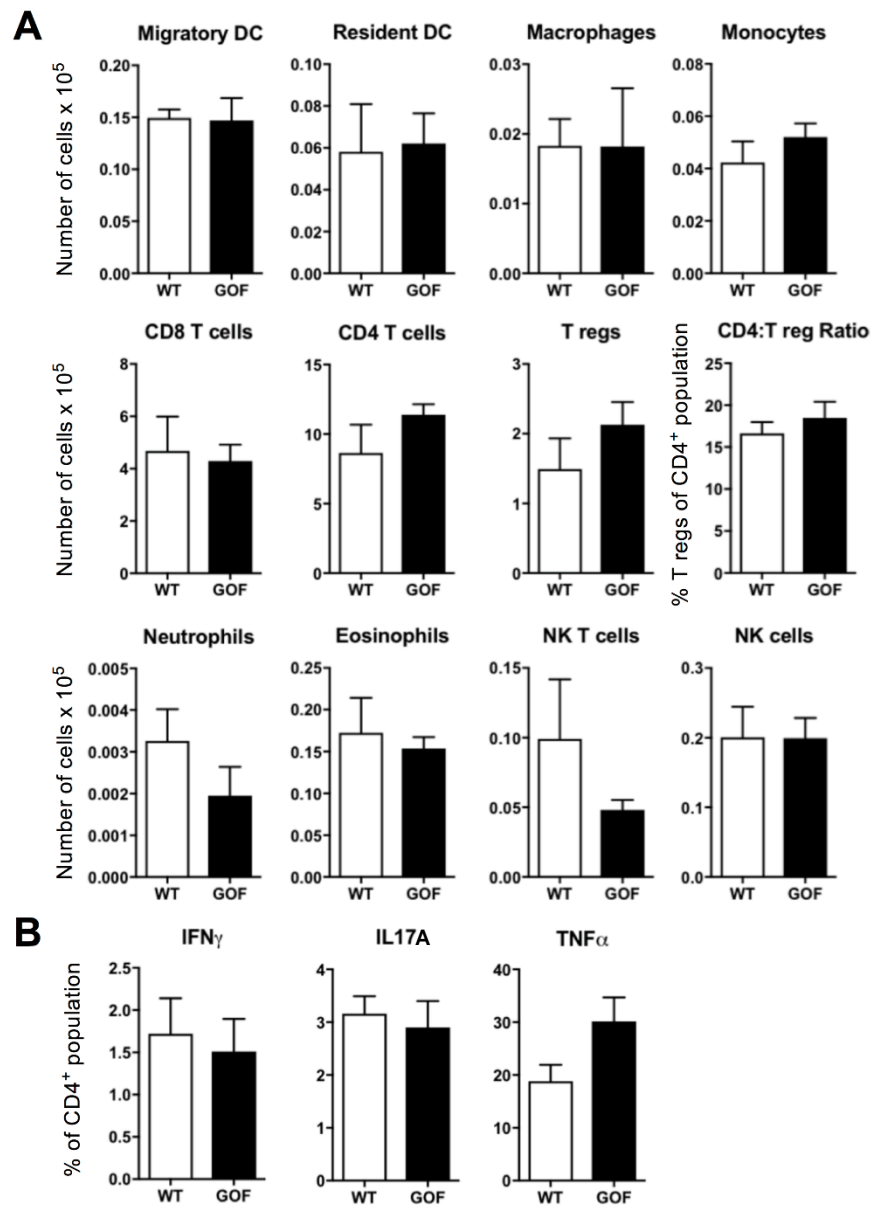 A
Migratory DC
Resident DC
Macrophages
Monocytes
Number of cells x 10⁵
0.20
0.15
0.10
0.05
0.00
WT GOF
0.10
0.08
0.06
0.04
0.02
0.00
WT GOF
0.03
0.02
0.01
0.00
WT GOF
0.08
0.06
0.04
0.02
0.00
WT GOF
CD8 T cells
CD4 T cells
T regs
CD4:T reg Ratio
Number of cells x 10⁵
8
6
4
2
0
WT GOF
15
10
5
0
WT GOF
3
2
1
0
WT GOF
% T regs of CD4⁺ population
25
20
15
10
5
0
WT GOF
Neutrophils
Eosinophils
NK T cells
NK cells
Number of cells x 10⁵
0.005
0.004
0.003
0.002
0.001
0.000
WT GOF
0.25
0.20
0.15
0.10
0.05
0.00
WT GOF
0.15
0.10
0.05
0.00
WT GOF
0.3
0.2
0.1
0.0
WT GOF
B
IFNγ
IL17A
TNFα
% of CD4⁺ population
2.5
2.0
1.5
1.0
0.5
0.0
WT GOF
4
3
2
1
0
WT GOF
40
30
20
10
0
WT GOF